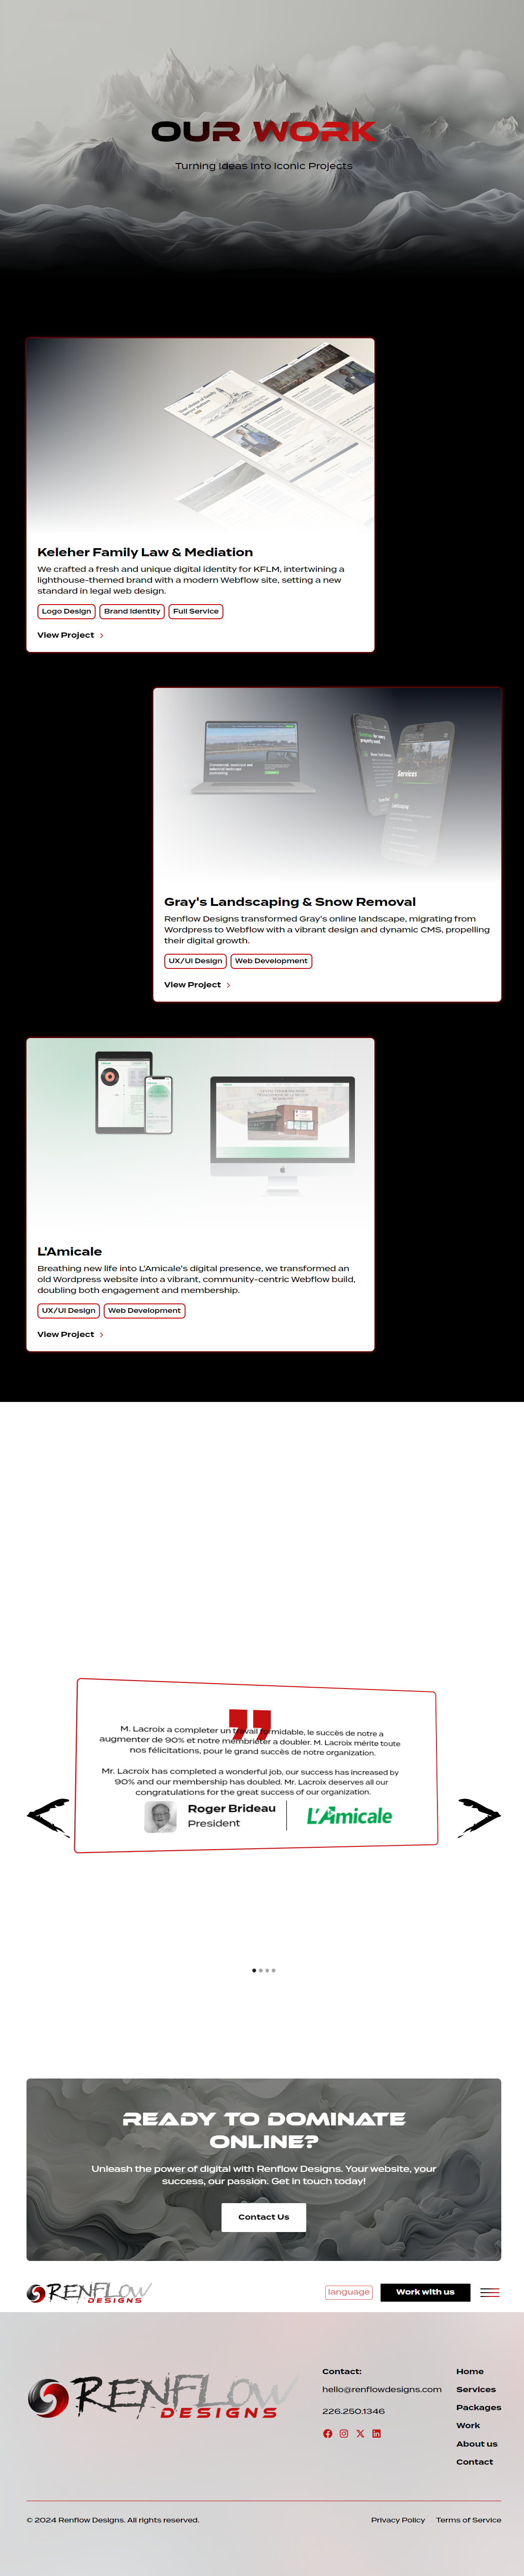 OUR WORK
Turning Ideas Into Iconic Projects
Keleher Family Law & Mediation
We crafted a fresh and unique digital identity for KFLM, intertwining a
lighthouse-themed brand with a modern Webflow site, setting a new
standard in legal web design.
Logo Design
Brand Identity
Full Service
View Project
Services
Gray's Landscaping & Snow Removal
Renflow Designs transformed Gray's online landscape, migrating from
Wordpress to Webflow with a vibrant design and dynamic CMS, propelling
their digital growth.
UX/UI Design
Web Development
View Project
L'Amicale
Breathing new life into L'Amicale's digital presence, we transformed an
old Wordpress website into a vibrant, community-centric Webflow build,
doubling both engagement and membership.
UX/UI Design
Web Development
View Project
M. Lacroix a completer un travail formidable, le succès de notre a
augmenter de 90% et notre membriéter a doubler. M. Lacroix mérite toute
nos félicitations, pour le grand succès de notre organization.
Mr. Lacroix has completed a wonderful job, our success has increased by
90% and our membership has doubled. Mr. Lacroix deserves all our
congratulations for the great success of our organization.
Roger Brideau
President
L'Amicale
READY TO DOMINATE
ONLINE?
Unleash the power of digital with Renflow Designs. Your website, your
success, our passion. Get in touch today!
Contact Us
RENFLOW
DESIGNS
language
Work with us
RENFLOW
DESIGNS
Contact:
hello@renflowdesigns.com
226.250.1346
Home
Services
Packages
Work
About us
Contact
© 2024 Renflow Designs. All rights reserved.
Privacy Policy
Terms of Service